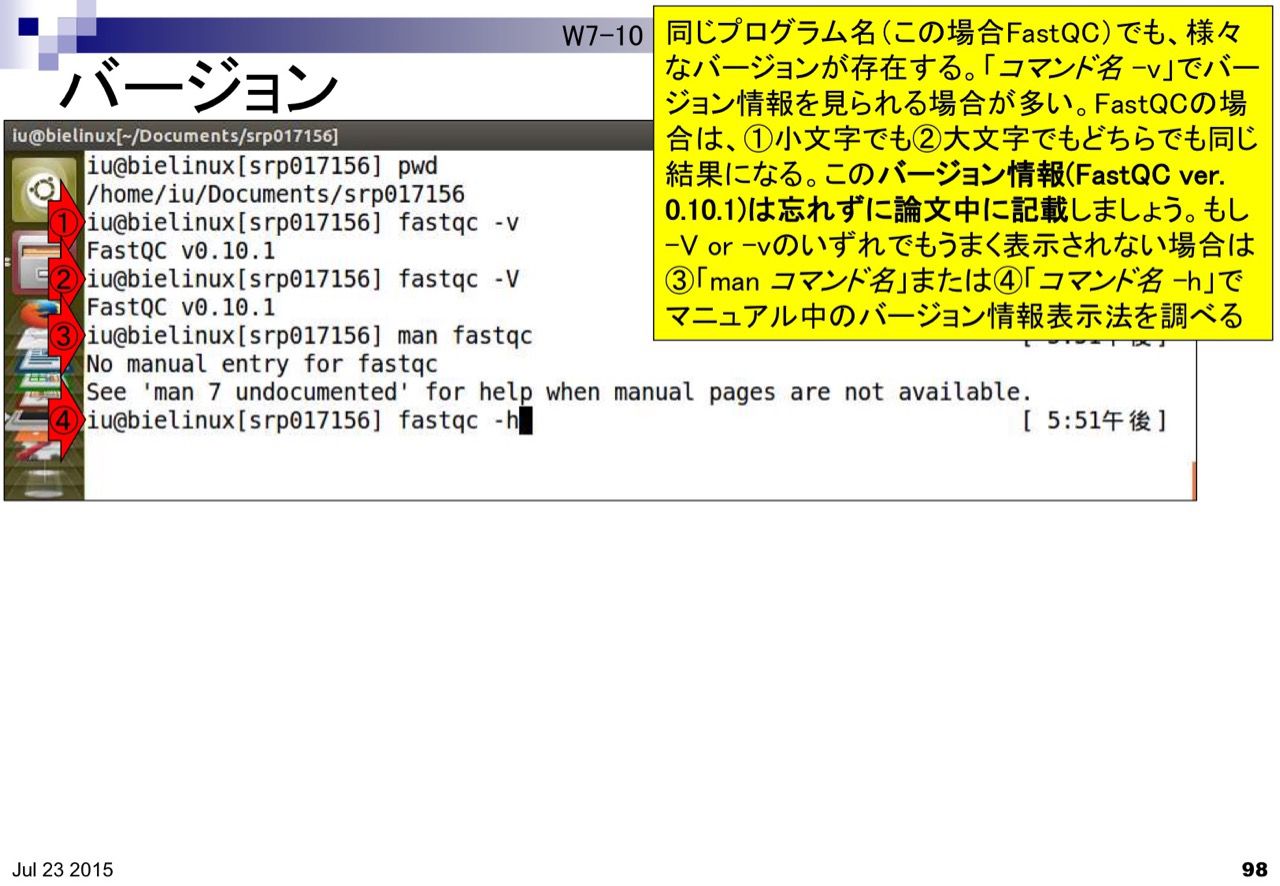 W7-10
バージョン
同じプログラム名(この場合FastQC)でも、様々
なバージョンが存在する。「コマンド名 -v」でバー
ジョン情報を見られる場合が多い。FastQCの場
合は、①小文字でも②大文字でもどちらでも同じ
結果になる。このバージョン情報(FastQC ver.
0.10.1)は忘れずに論文中に記載しましょう。もし
-V or -vのいずれでもうまく表示されない場合は
③「man コマンド名」または④「コマンド名 -h」で
マニュアル中のバージョン情報表示法を調べる
iu@bielinux[~/Documents/srp017156]
iu@bielinux[srp017156] pwd
/home/iu/Documents/srp017156
① iu@bielinux[srp017156] fastqc -v
FastQC v0.10.1
② iu@bielinux[srp017156] fastqc -V
FastQC v0.10.1
③ iu@bielinux[srp017156] man fastqc
No manual entry for fastqc
See 'man 7 undocumented' for help when manual pages are not available.
④ iu@bielinux[srp017156] fastqc -h [ 5:51午後]
Jul 23 2015
98